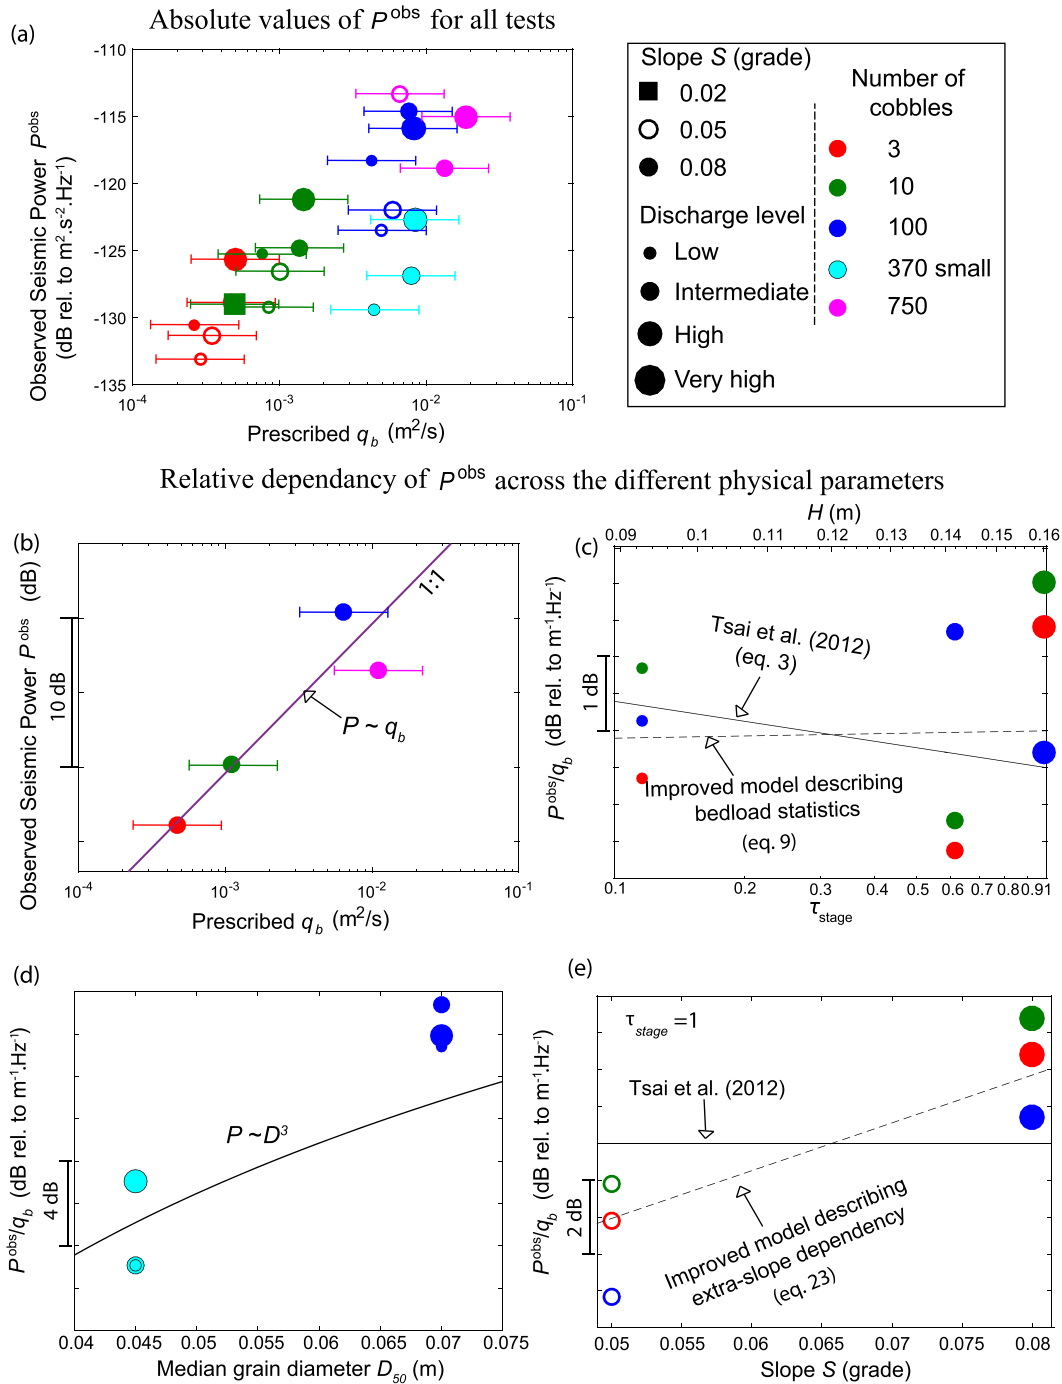 Absolute values of P^obs for all tests
(a)
Observed Seismic Power P^obs
(dB rel. to m².s⁻².Hz⁻¹)
-110
-115
-120
-125
-130
-135
10⁻⁴
10⁻³
10⁻²
10⁻¹
Prescribed q_b (m²/s)
Slope S (grade)
0.02
0.05
0.08
Discharge level
Low
Intermediate
High
Very high
Number of
cobbles
3
10
100
370 small
750
Relative dependancy of P^obs across the different physical parameters
(b)
Observed Seismic Power P^obs (dB)
10 dB
1:1
P ~ q_b
10⁻⁴
10⁻³
10⁻²
10⁻¹
Prescribed q_b (m²/s)
(c)
H (m)
0.09
0.1
0.11
0.12
0.13
0.14
0.15
0.16
P^obs/q_b (dB rel. to m⁻¹.Hz⁻¹)
1 dB
Tsai et al. (2012)
(eq. 3)
Improved model describing
bedload statistics
(eq. 9)
0.1
0.2
0.3
0.4
0.5
0.6
0.7
0.8
0.91
τ_stage
(d)
P^obs/q_b (dB rel. to m⁻¹.Hz⁻¹)
4 dB
P ~D³
0.04
0.045
0.05
0.055
0.06
0.065
0.07
0.075
Median grain diameter D_50 (m)
(e)
P^obs/q_b (dB rel. to m⁻¹.Hz⁻¹)
2 dB
τ_stage =1
Tsai et al. (2012)
Improved model describing
extra-slope dependency
(eq. 23)
0.05
0.055
0.06
0.065
0.07
0.075
0.08
Slope S (grade)